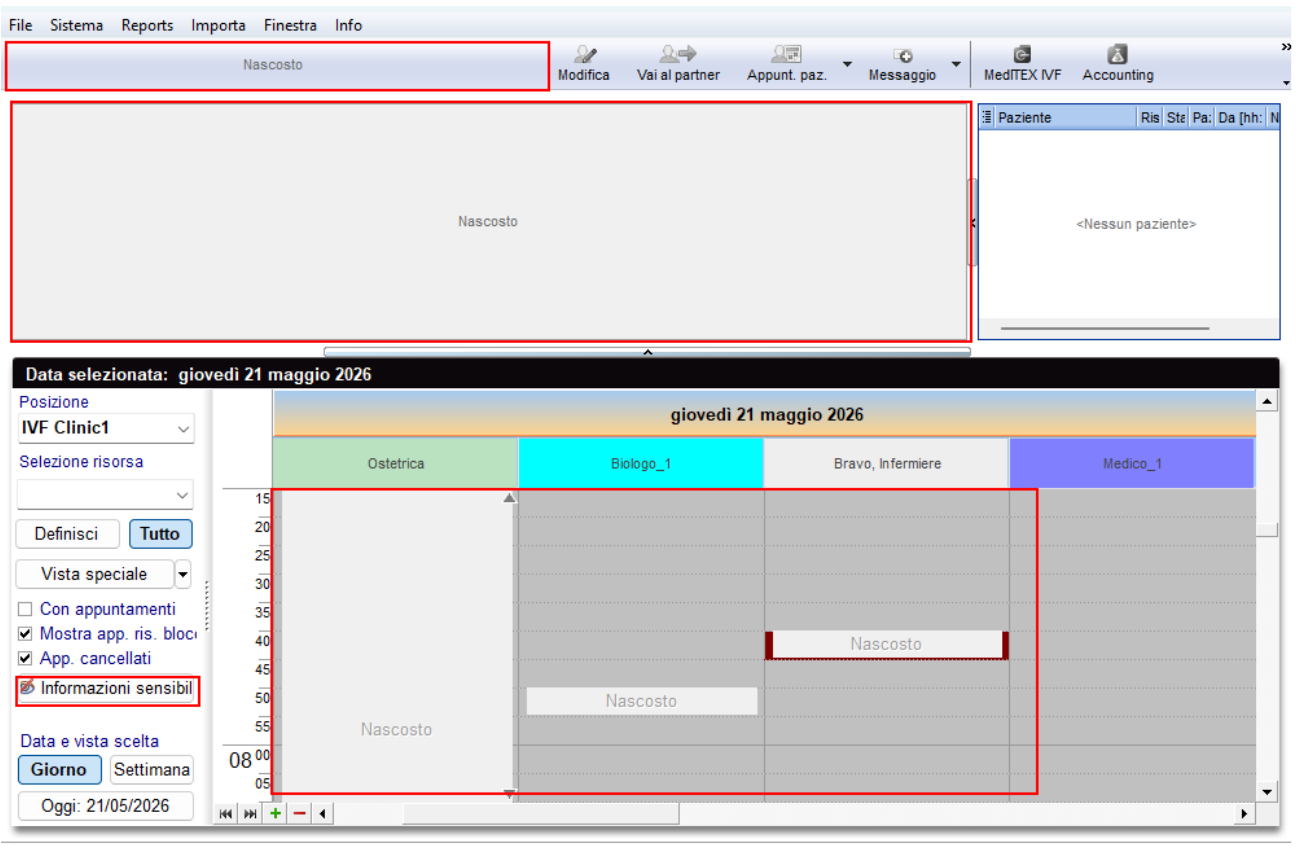 File Sistema Reports Importa Finestra Info
Nascosto
Modifica Vai al partner Appunt. paz. Messaggio MedITEX IVF Accounting
Paziente Ris Sta Pa: Da [hh: N
Nascosto
<Nessun paziente>
Data selezionata: giovedì 21 maggio 2026
Posizione
IVF Clinic1
giovedì 21 maggio 2026
Selezione risorsa
Ostetrica Biologo_1 Bravo, Infermiere Medico_1
15
20
Definisci Tutto
25
Vista speciale
30
Con appuntamenti
35
Mostra app. ris. bloc
40
Nascosto
App. cancellati
45
Informazioni sensibil
50
Nascosto
55
Nascosto
Data e vista scelta
08 00
Giorno Settimana
05
Oggi: 21/05/2026